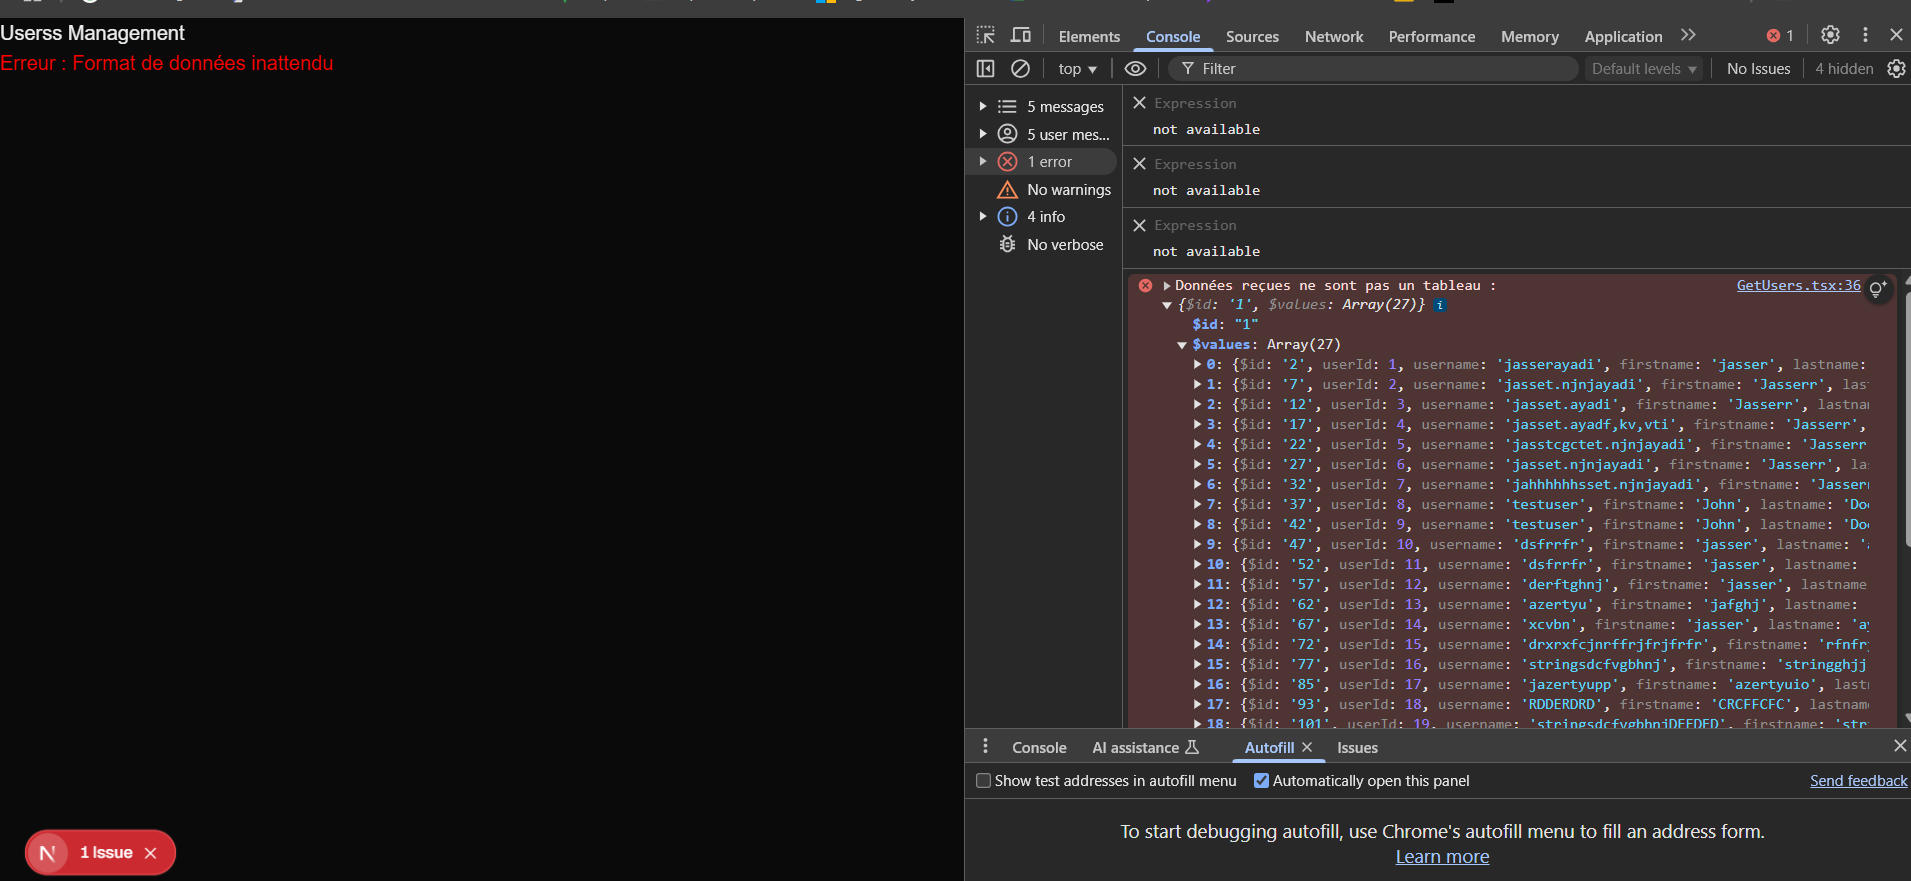 Userss Management
Erreur : Format de données inattendu
Elements Console Sources Network Performance Memory Application 1
top Filter Default levels No Issues 4 hidden
5 messages
5 user mes...
1 error
No warnings
4 info
No verbose
Expression
not available
Expression
not available
Expression
not available
Données reçues ne sont pas un tableau : GetUsers.tsx:36
{$id: '1', $values: Array(27)}
$id: "1"
$values: Array(27)
0: {$id: '2', userId: 1, username: 'jasserayadi', firstname: 'jasser', lastname:
1: {$id: '7', userId: 2, username: 'jasset.njnjayadi', firstname: 'Jasserr', las
2: {$id: '12', userId: 3, username: 'jasset.ayadi', firstname: 'Jasserr', lastna
3: {$id: '17', userId: 4, username: 'jasset.ayadf,kv,vti', firstname: 'Jasserr',
4: {$id: '22', userId: 5, username: 'jasstcgctet.njnjayadi', firstname: 'Jasserr
5: {$id: '27', userId: 6, username: 'jasset.njnjayadi', firstname: 'Jasserr', la
6: {$id: '32', userId: 7, username: 'jahhhhhhsset.njnjayadi', firstname: 'Jasser
7: {$id: '37', userId: 8, username: 'testuser', firstname: 'John', lastname: 'Do
8: {$id: '42', userId: 9, username: 'testuser', firstname: 'John', lastname: 'Do
9: {$id: '47', userId: 10, username: 'dsfrrfr', firstname: 'jasser', lastname: '
10: {$id: '52', userId: 11, username: 'dsfrrfr', firstname: 'jasser', lastname:
11: {$id: '57', userId: 12, username: 'derftghnj', firstname: 'jasser', lastname
12: {$id: '62', userId: 13, username: 'azertyu', firstname: 'jafghj', lastname:
13: {$id: '67', userId: 14, username: 'xcvbn', firstname: 'jasser', lastname: 'ay
14: {$id: '72', userId: 15, username: 'drxrxfcjnrffrjfrjfrfr', firstname: 'rfnfr
15: {$id: '77', userId: 16, username: 'stringsdcfvgbhnj', firstname: 'stringghjj
16: {$id: '85', userId: 17, username: 'jazertyupp', firstname: 'azertyuio', last
17: {$id: '93', userId: 18, username: 'RDDERDRD', firstname: 'CRCFFCFC', lastnam
18: {$id: '101', userId: 19, username: 'stringsdcfvgbhnjDEFDED', firstname: 'str
Console AI assistance Autofill Issues
Show test addresses in autofill menu Automatically open this panel Send feedback
To start debugging autofill, use Chrome's autofill menu to fill an address form.
Learn more
N 1 Issue